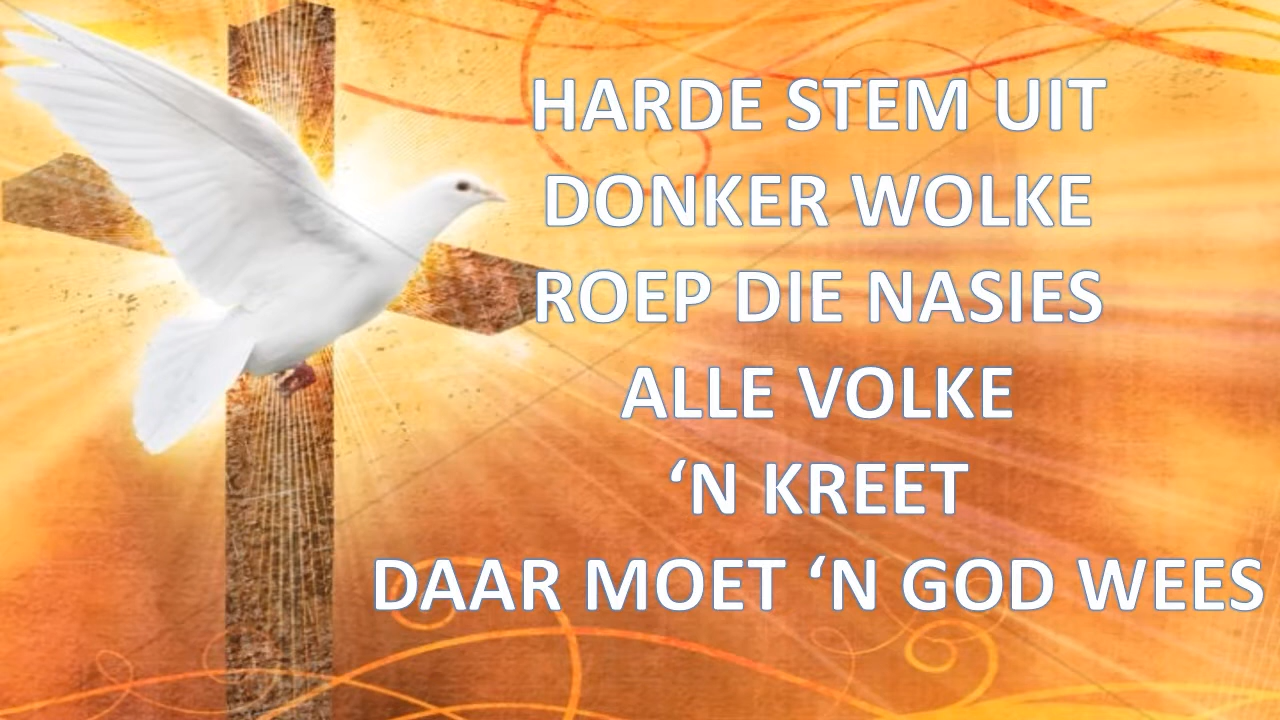 HARDE STEM UIT
DONKER WOLKE
ROEP DIE NASIES
ALLE VOLKE
‘N KREET
DAAR MOET ‘N GOD WEES